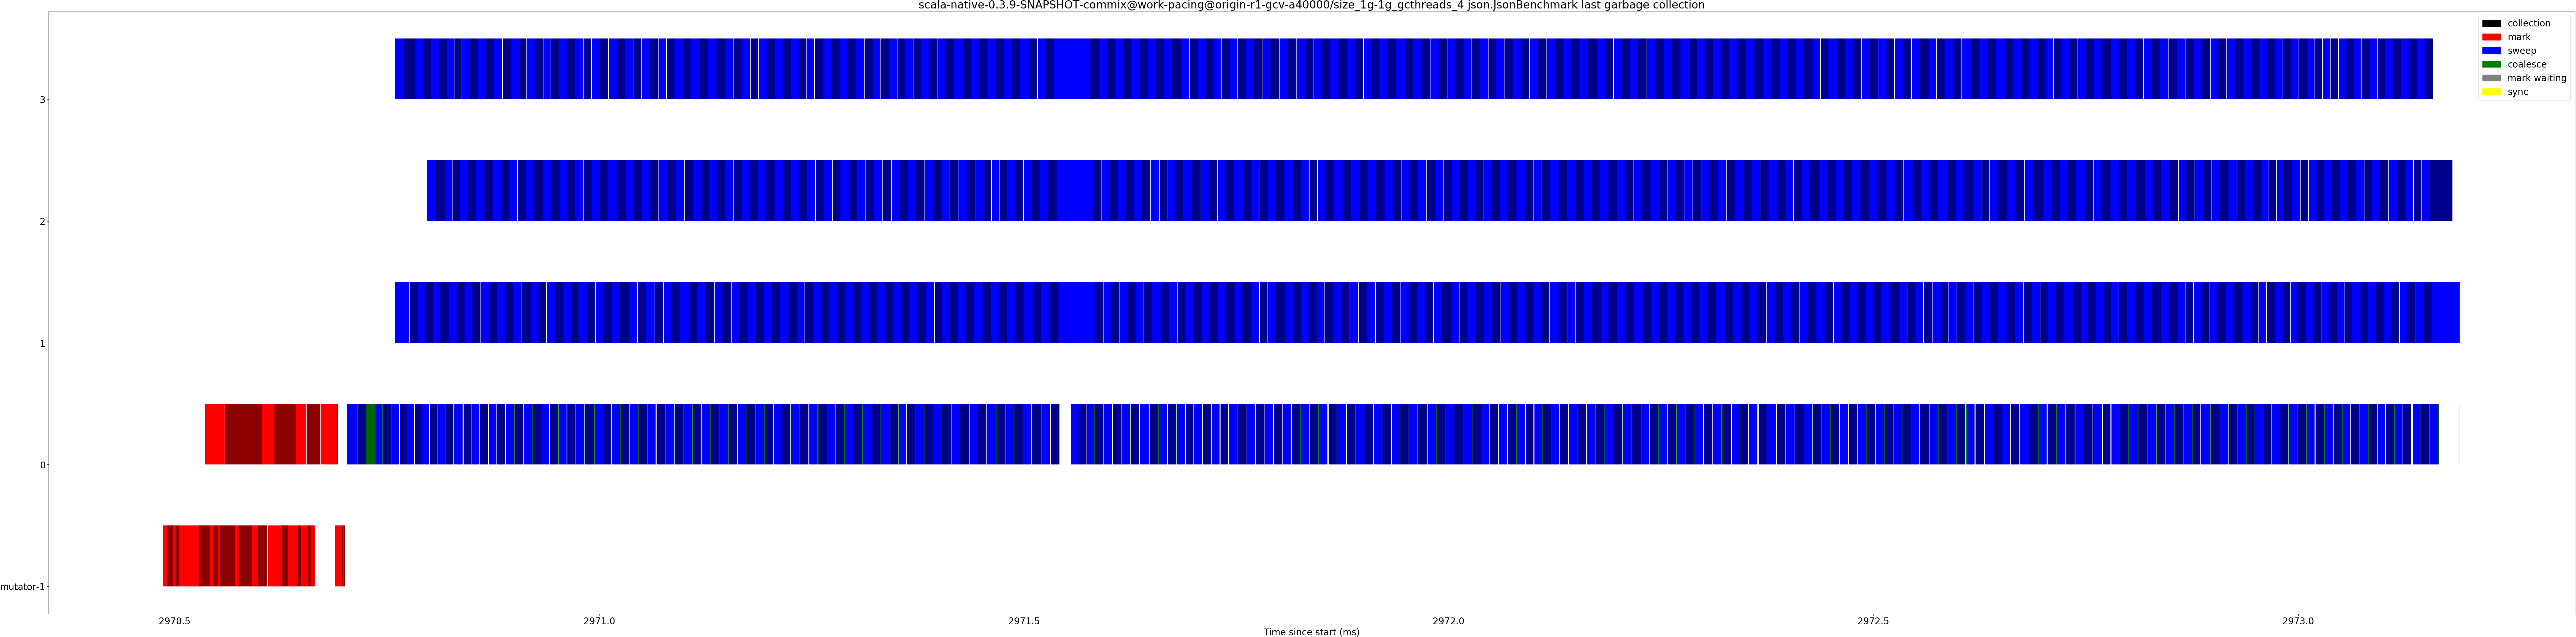 scala-native-0.3.9-SNAPSHOT-commix@work-pacing@origin-r1-gcv-a40000/size_1g-1g_gcthreads_4 json.JsonBenchmark last garbage collection
collection
mark
sweep
coalesce
mark waiting
sync
3
2
1
0
mutator-1
2970.5
2971.0
2971.5
2972.0
2972.5
2973.0
Time since start (ms)